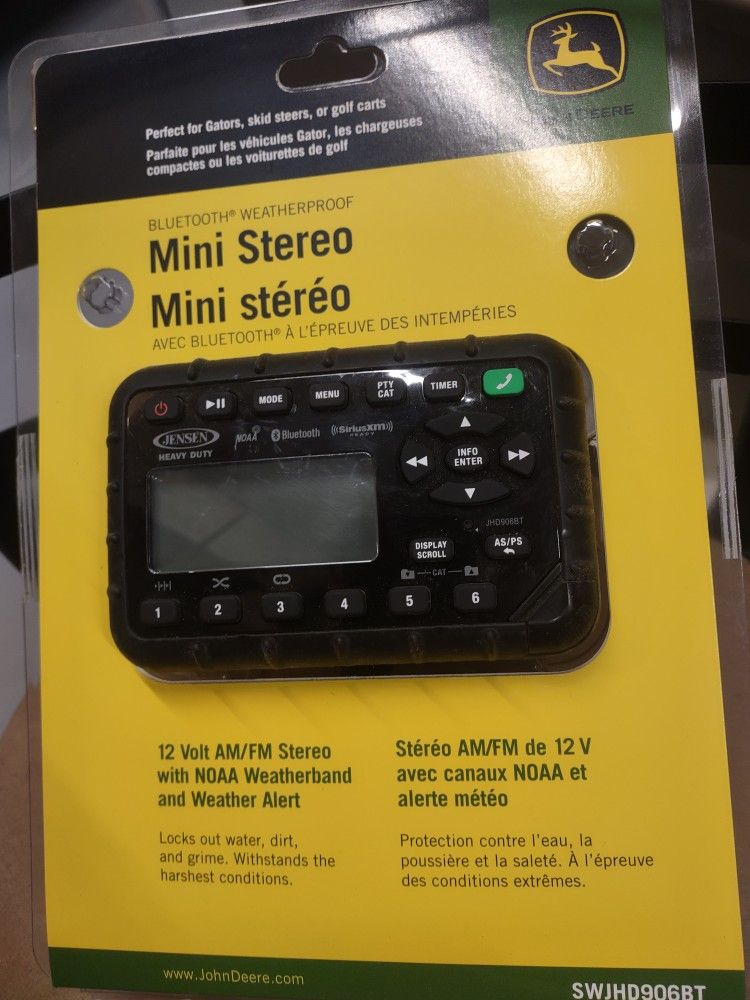 JOHN DEERE
Perfect for Gators, skid steers, or golf carts
Parfaite pour les véhicules Gator, les chargeuses
compactes ou les voiturettes de golf
BLUETOOTH® WEATHERPROOF
Mini Stereo
Mini stéréo
AVEC BLUETOOTH® À L'ÉPREUVE DES INTEMPÉRIES
MODE
MENU
PTY
CAT
TIMER
JENSEN
HEAVY DUTY
NOAA
Bluetooth
((SiriusXm))
READY
INFO
ENTER
JHD906BT
DISPLAY
SCROLL
AS/PS
CAT
1
2
3
4
5
6
12 Volt AM/FM Stereo
with NOAA Weatherband
and Weather Alert
Locks out water, dirt,
and grime. Withstands the
harshest conditions.
Stéréo AM/FM de 12 V
avec canaux NOAA et
alerte météo
Protection contre l'eau, la
poussière et la saleté. À l'épreuve
des conditions extrêmes.
www.JohnDeere.com
SWJHD906BT